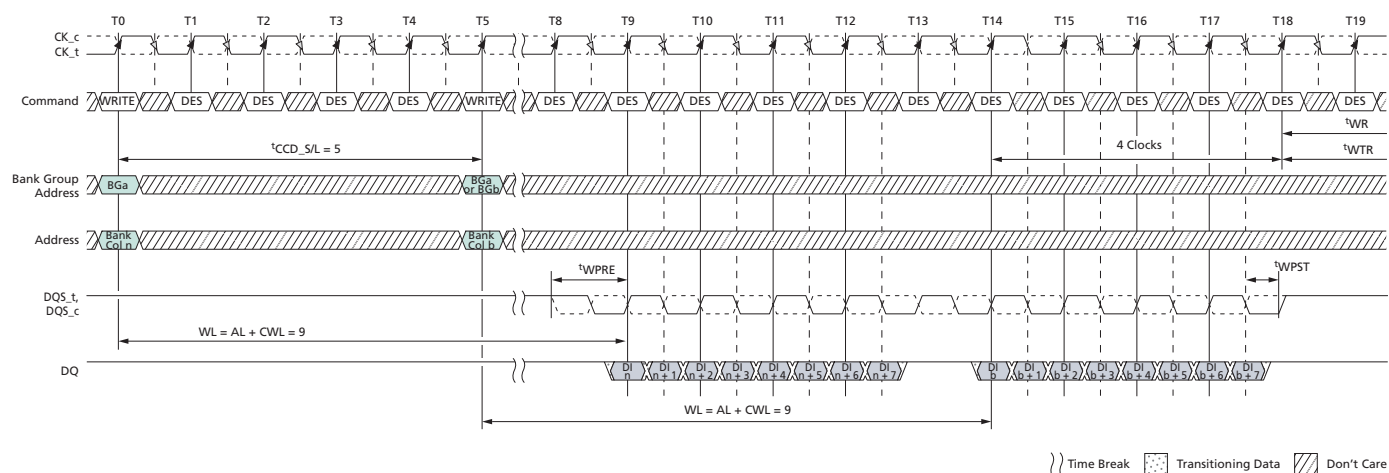 T0 T1 T2 T3 T4 T5 T8 T9 T10 T11 T12 T13 T14 T15 T16 T17 T18 T19
CK_c
CK_t
Command WRITE DES DES DES DES WRITE DES DES DES DES DES DES DES DES DES DES DES DES
tWR
tCCD_S/L = 5 4 Clocks tWTR
Bank Group
Address
BGa
BGa
or BGb
Address
Bank
Col n
Bank
Col b
tWPRE tWPST
DQS_t,
DQS_c
WL = AL + CWL = 9
DQ
DI
n
DI
n + 1
DI
n + 2
DI
n + 3
DI
n + 4
DI
n + 5
DI
n + 6
DI
n + 7
DI
b
DI
b + 1
DI
b + 2
DI
b + 3
DI
b + 4
DI
b + 5
DI
b + 6
DI
b + 7
WL = AL + CWL = 9
Time Break Transitioning Data Don't Care